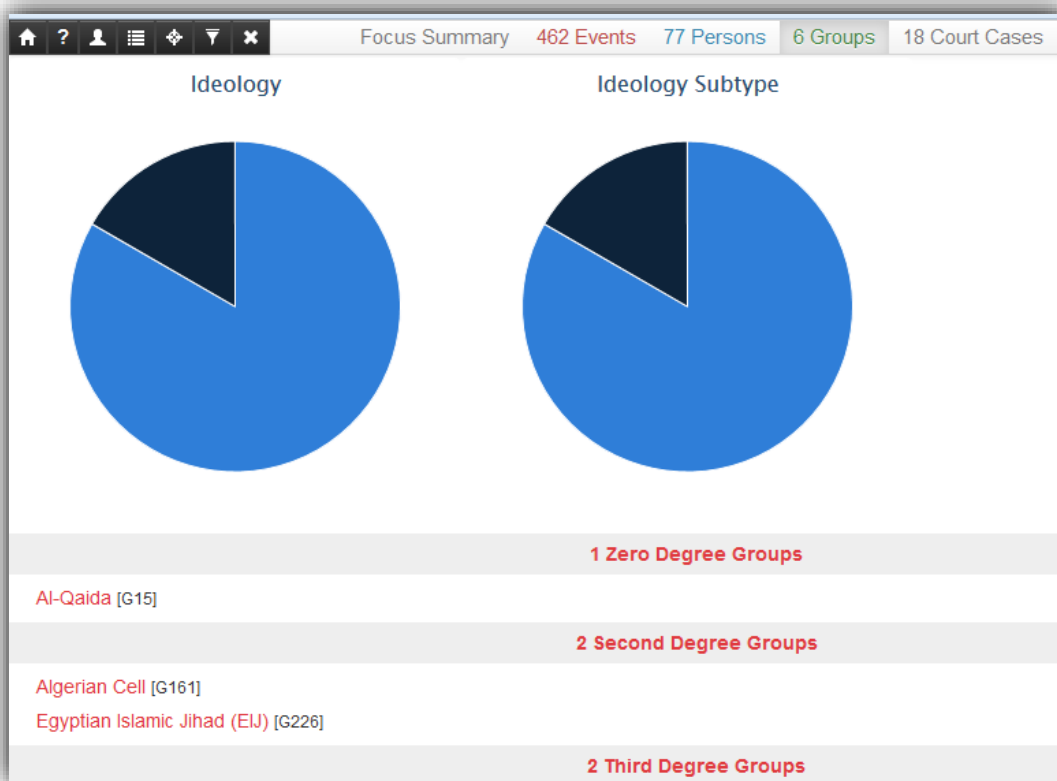 ? Focus Summary 462 Events 77 Persons 6 Groups 18 Court Cases
Ideology Ideology Subtype
1 Zero Degree Groups
Al-Qaida [G15]
2 Second Degree Groups
Algerian Cell [G161]
Egyptian Islamic Jihad (EIJ) [G226]
2 Third Degree Groups